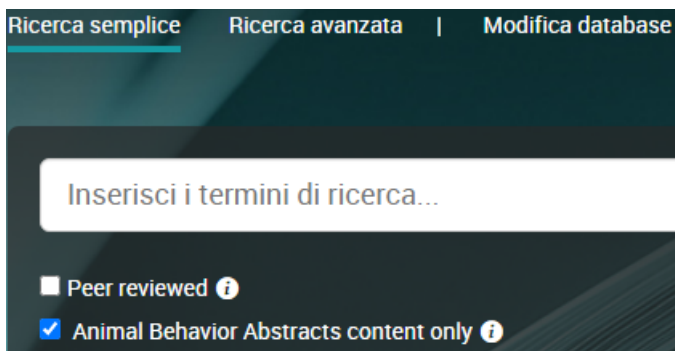 Ricerca semplice Ricerca avanzata | Modifica database
Inserisci i termini di ricerca...
Peer reviewed
Animal Behavior Abstracts content only